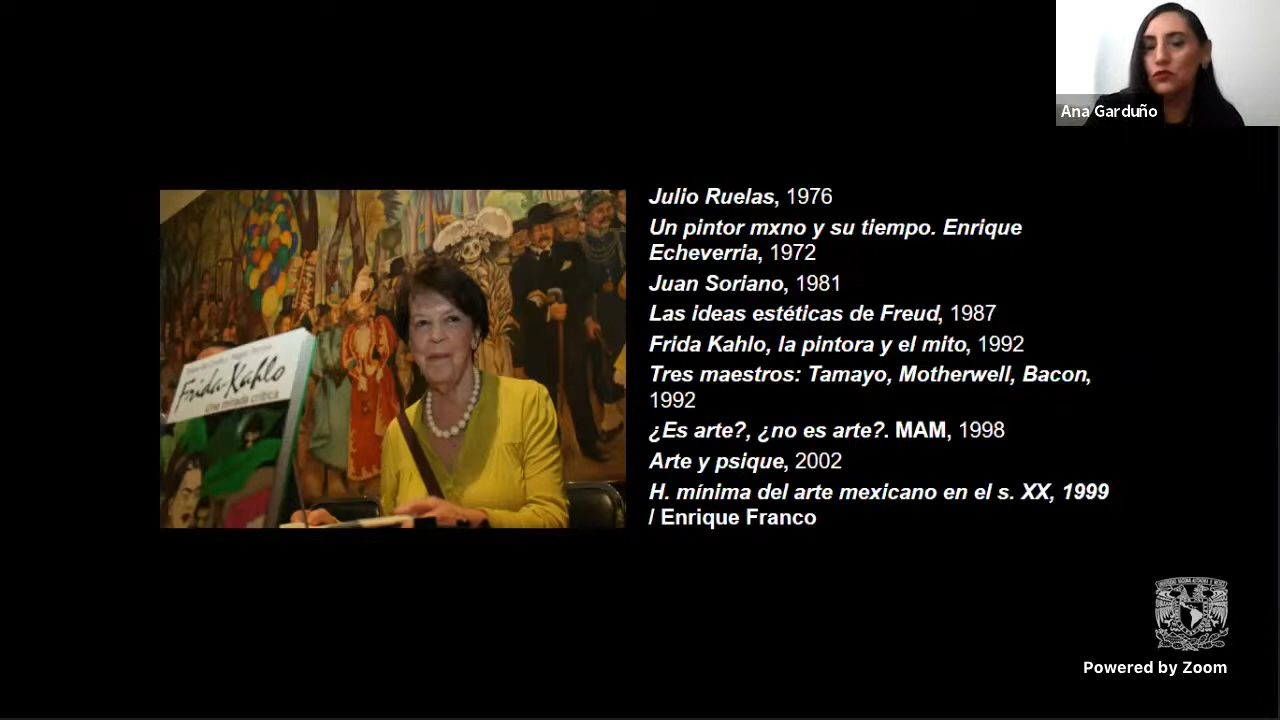 Ana Garduño
Julio Ruelas, 1976
Un pintor mxno y su tiempo. Enrique
Echeverria, 1972
Juan Soriano, 1981
Las ideas estéticas de Freud, 1987
Frida Kahlo, la pintora y el mito, 1992
Tres maestros: Tamayo, Motherwell, Bacon,
1992
¿Es arte?, ¿no es arte?. MAM, 1998
Arte y psique, 2002
H. mínima del arte mexicano en el s. XX, 1999
/ Enrique Franco
Frida Kahlo
una mirada crítica
Powered by Zoom